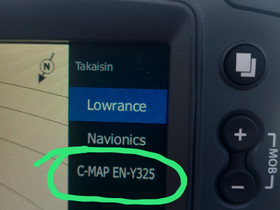 N
Takaisin
Lowrance
Navionics
C-MAP EN-Y325
+
MOB
−